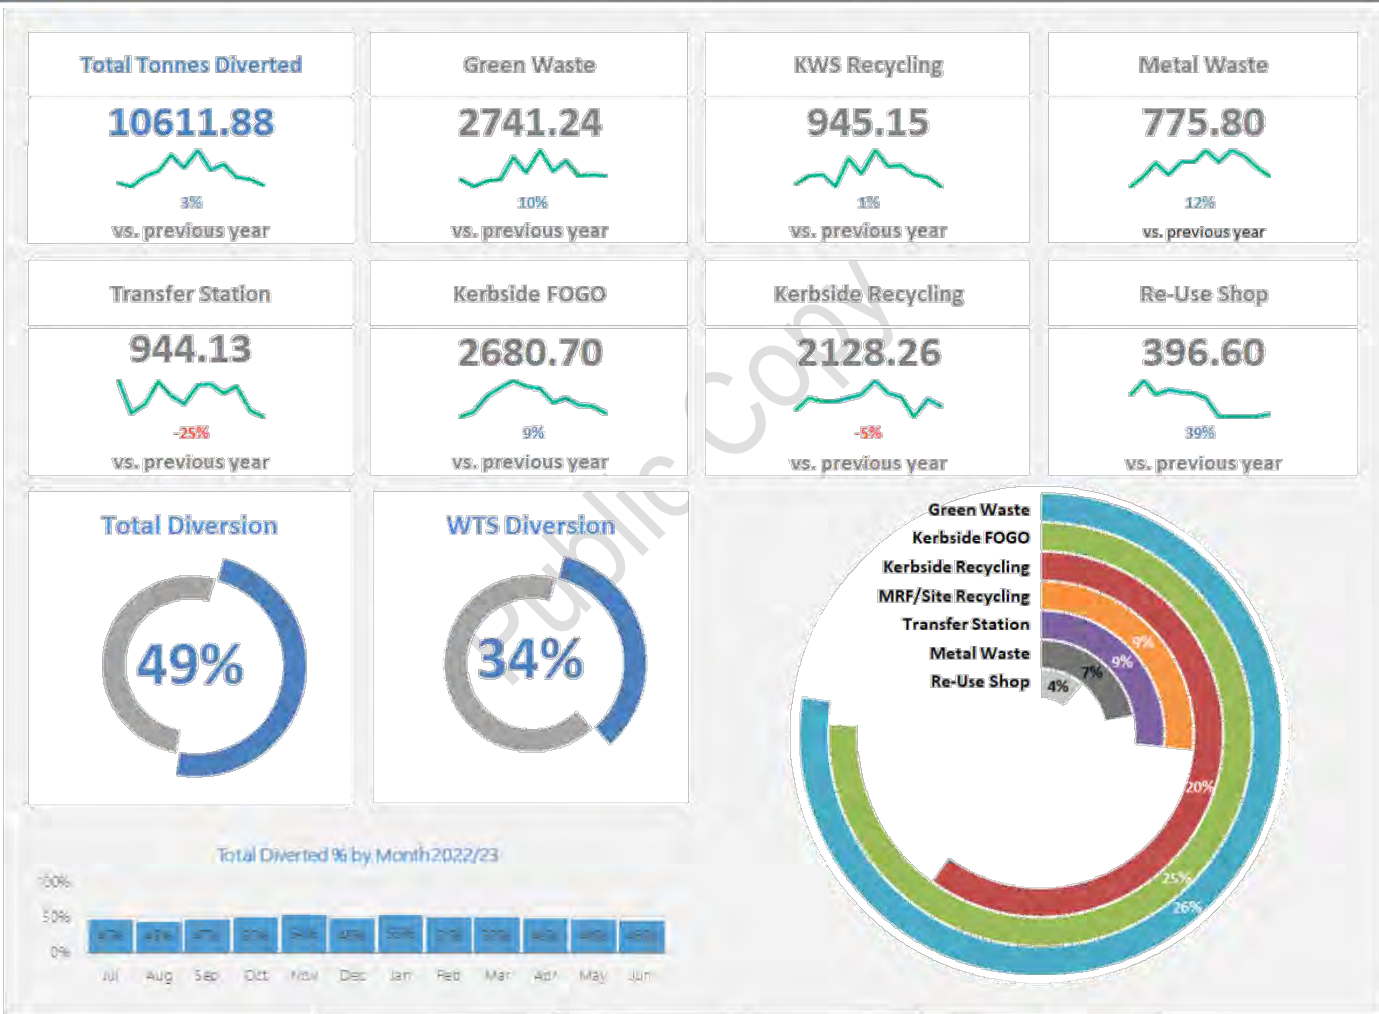 Total Tonnes Diverted
10611.88
3%
vs. previous year
Green Waste
2741.24
10%
vs. previous year
KWS Recycling
945.15
1%
vs. previous year
Metal Waste
775.80
12%
vs. previous year
Transfer Station
944.13
-25%
vs. previous year
Kerbside FOGO
2680.70
9%
vs. previous year
Kerbside Recycling
2128.26
-5%
vs. previous year
Re-Use Shop
396.60
39%
vs. previous year
Public Copy
Total Diversion
49%
WTS Diversion
34%
Green Waste
Kerbside FOGO
Kerbside Recycling
MRF/Site Recycling
Transfer Station
Metal Waste
Re-Use Shop
9%
9%
7%
4%
20%
25%
26%
Total Diverted % by Month 2022/23
100%
50%
0%
Jul Aug Sep Oct Nov Dec Jan Feb Mar Apr May Jun